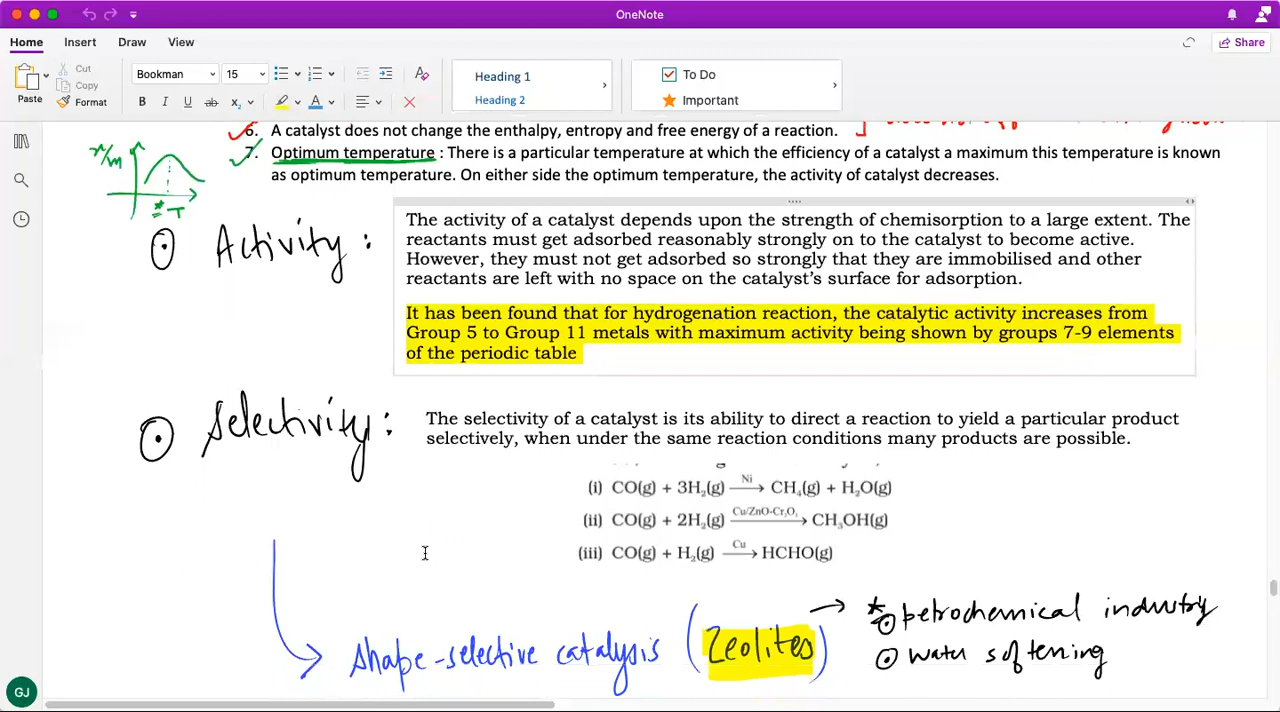 OneNote
Home Insert Draw View
Share
Paste
Cut
Copy
Format
Bookman 15
B I U ab x
A
Heading 1
Heading 2
To Do
Important
6. A catalyst does not change the enthalpy, entropy and free energy of a reaction.
7. Optimum temperature : There is a particular temperature at which the efficiency of a catalyst a maximum this temperature is known
as optimum temperature. On either side the optimum temperature, the activity of catalyst decreases.
T
Activity :
The activity of a catalyst depends upon the strength of chemisorption to a large extent. The
reactants must get adsorbed reasonably strongly on to the catalyst to become active.
However, they must not get adsorbed so strongly that they are immobilised and other
reactants are left with no space on the catalyst's surface for adsorption.
It has been found that for hydrogenation reaction, the catalytic activity increases from
Group 5 to Group 11 metals with maximum activity being shown by groups 7-9 elements
of the periodic table
Selectivity :
The selectivity of a catalyst is its ability to direct a reaction to yield a particular product
selectively, when under the same reaction conditions many products are possible.
(i) CO(g) + 3H₂(g) —Ni→ CH₄(g) + H₂O(g)
(ii) CO(g) + 2H₂(g) —Cu/ZnO-Cr₂O₃→ CH₃OH(g)
(iii) CO(g) + H₂(g) —Cu→ HCHO(g)
→ shape-selective catalysis (Zeolites) → * petrochemical industry
water softening
GJ